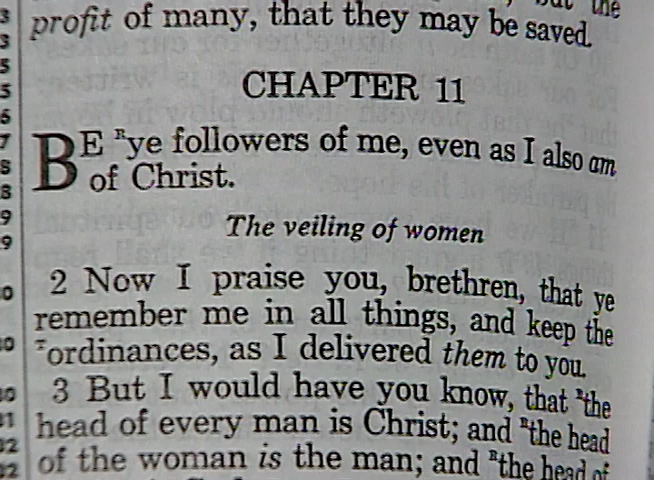 the
profit of many, that they may be saved.
CHAPTER 11
BE R ye followers of me, even as I also am
of Christ.
The veiling of women
2 Now I praise you, brethren, that ye
remember me in all things, and keep the
ordinances, as I delivered them to you.
3 But I would have you know, that R the
head of every man is Christ; and R the head
of the woman is the man; and R the head of